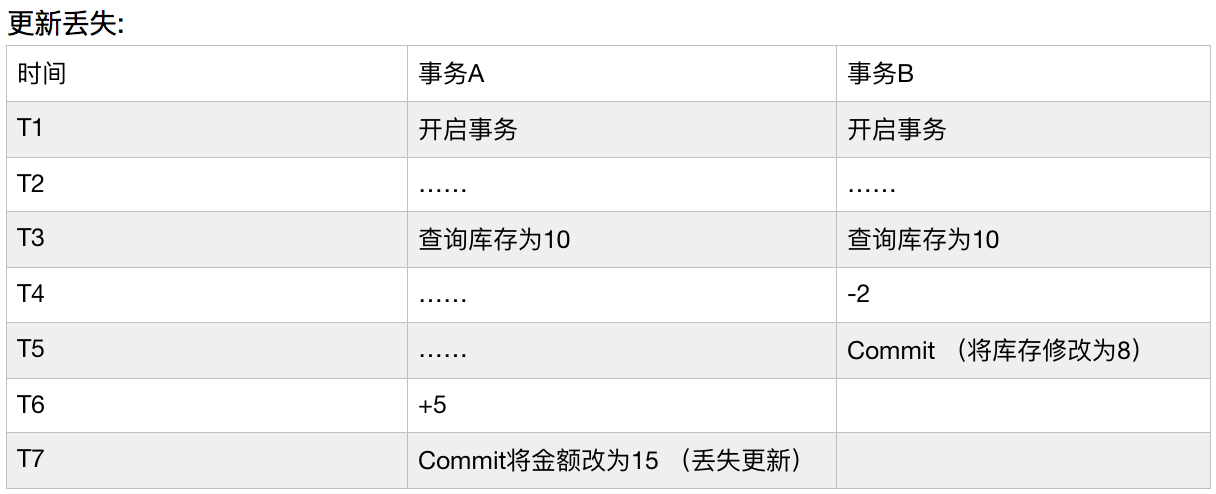 更新丢失:
时间 事务A 事务B
T1 开启事务 开启事务
T2 …… ……
T3 查询库存为10 查询库存为10
T4 …… -2
T5 …… Commit （将库存修改为8）
T6 +5
T7 Commit将金额改为15 （丢失更新）